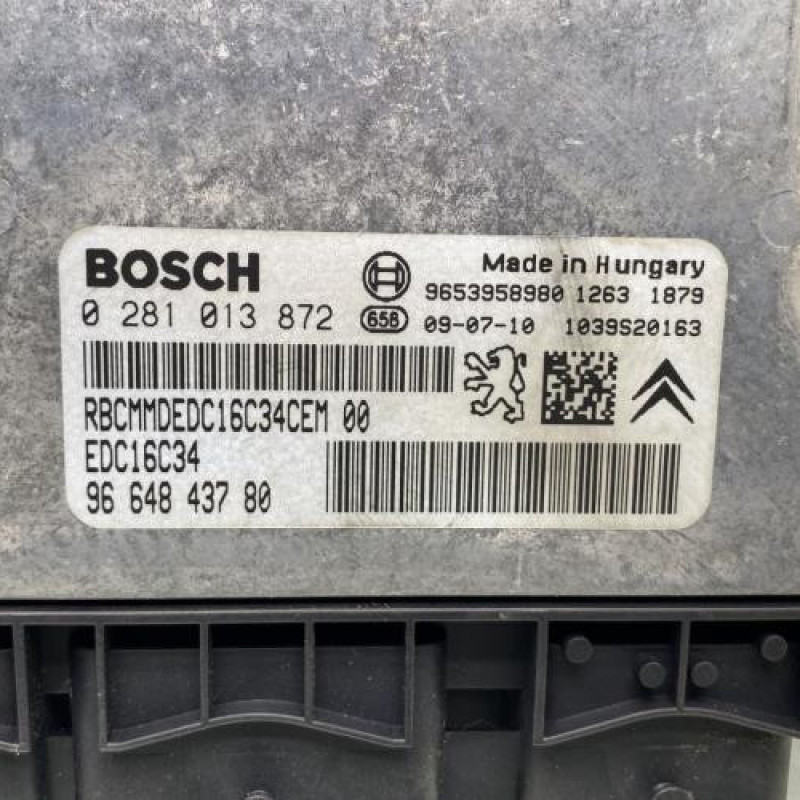 BOSCH
Made in Hungary
9653958980 1263 1879
0 281 013 872 656 09-07-10 1039S20163
RBCMMDEDC16C34CEM 00
EDC16C34
96 648 437 80